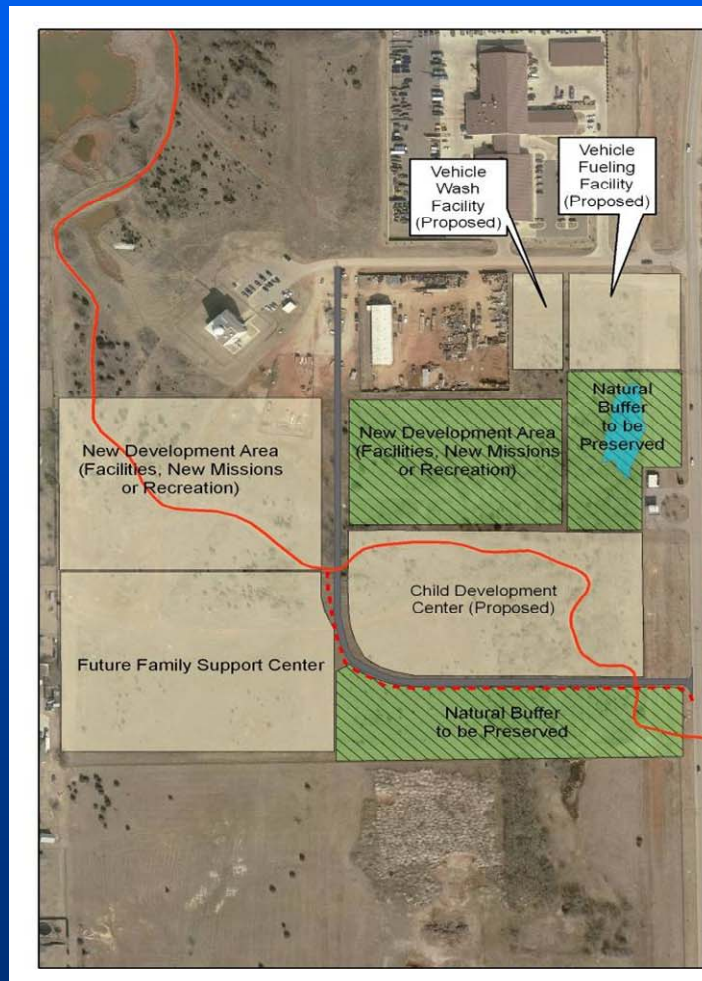 Vehicle
Wash
Facility
(Proposed)
Vehicle
Fueling
Facility
(Proposed)
Natural
Buffer
to be
Preserved
New Development Area
(Facilities, New Missions
or Recreation)
New Development Area
(Facilities, New Missions
or Recreation)
Child Development
Center (Proposed)
Future Family Support Center
Natural Buffer
to be Preserved